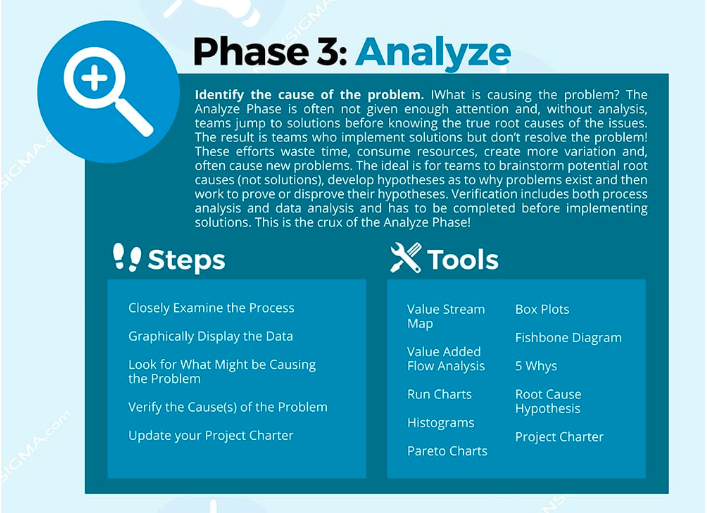 Phase 3: Analyze
Identify the cause of the problem. IWhat is causing the problem? The
Analyze Phase is often not given enough attention and, without analysis,
teams jump to solutions before knowing the true root causes of the issues.
The result is teams who implement solutions but don't resolve the problem!
These efforts waste time, consume resources, create more variation and,
often cause new problems. The ideal is for teams to brainstorm potential root
causes (not solutions), develop hypotheses as to why problems exist and then
work to prove or disprove their hypotheses. Verification includes both process
analysis and data analysis and has to be completed before implementing
solutions. This is the crux of the Analyze Phase!
Steps
Closely Examine the Process
Graphically Display the Data
Look for What Might be Causing
the Problem
Verify the Cause(s) of the Problem
Update your Project Charter
Tools
Value Stream
Map
Value Added
Flow Analysis
Run Charts
Histograms
Pareto Charts
Box Plots
Fishbone Diagram
5 Whys
Root Cause
Hypothesis
Project Charter